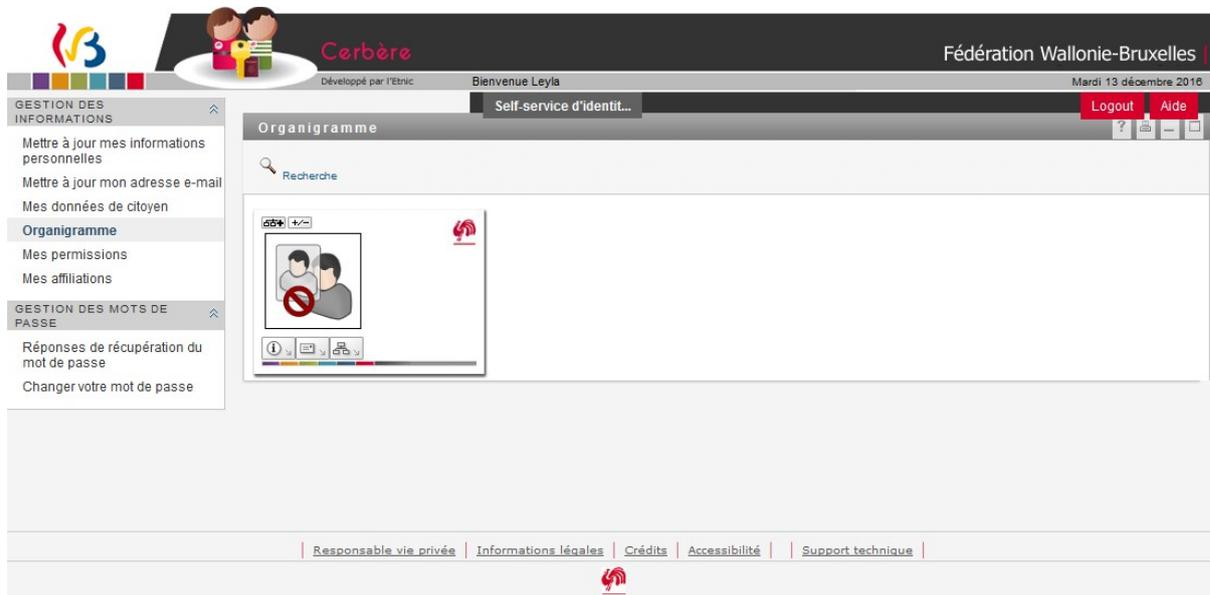 Cerbère
Fédération Wallonie-Bruxelles
Développé par l'Etnic
Bienvenue Leyla
Mardi 13 décembre 2016
Self-service d'identit...
Logout
Aide
GESTION DES
INFORMATIONS
Mettre à jour mes informations
personnelles
Mettre à jour mon adresse e-mail
Mes données de citoyen
Organigramme
Mes permissions
Mes affiliations
GESTION DES MOTS DE
PASSE
Réponses de récupération du
mot de passe
Changer votre mot de passe
Organigramme
?
Recherche
+/-
Responsable vie privée
Informations légales
Crédits
Accessibilité
Support technique